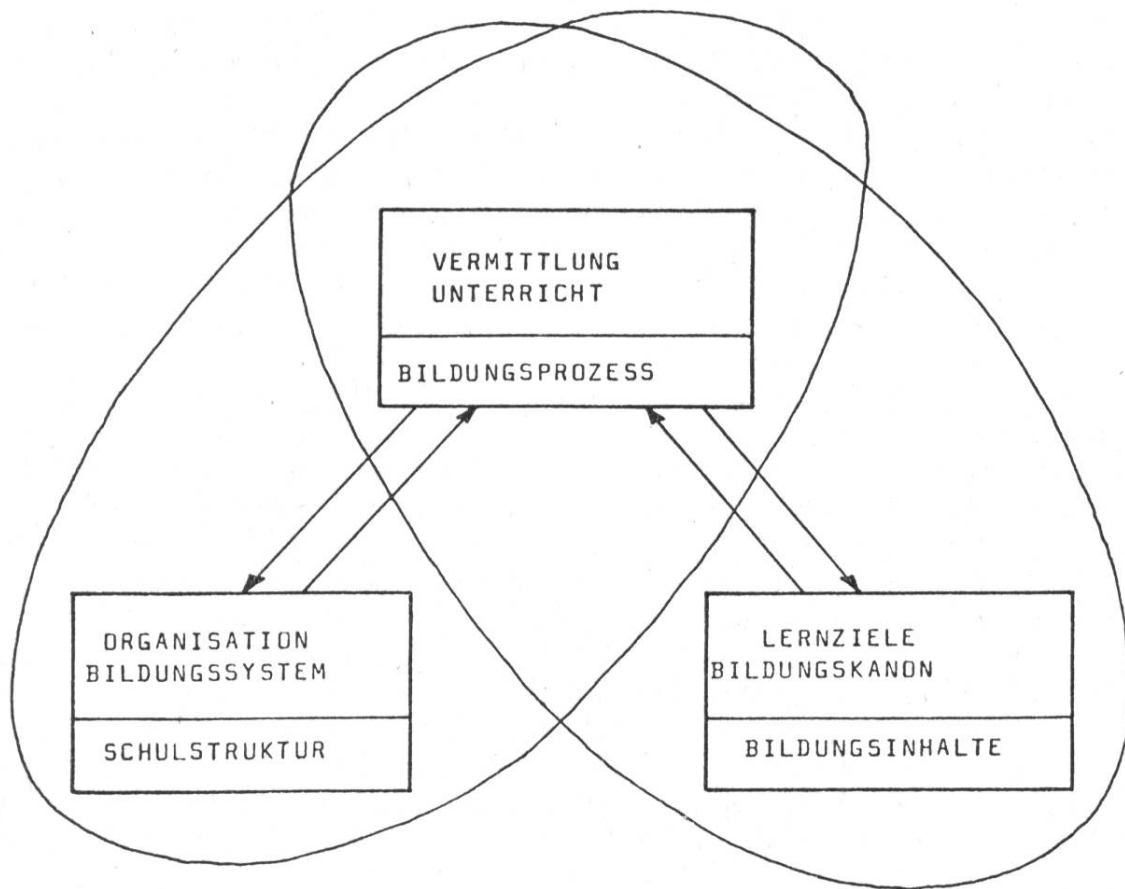 VERMITTLUNG
UNTERRICHT
BILDUNGSPROZESS
ORGANISATION
BILDUNGSSYSTEM
SCHULSTRUKTUR
LERNZIELE
BILDUNGSKANON
BILDUNGSINHALTE